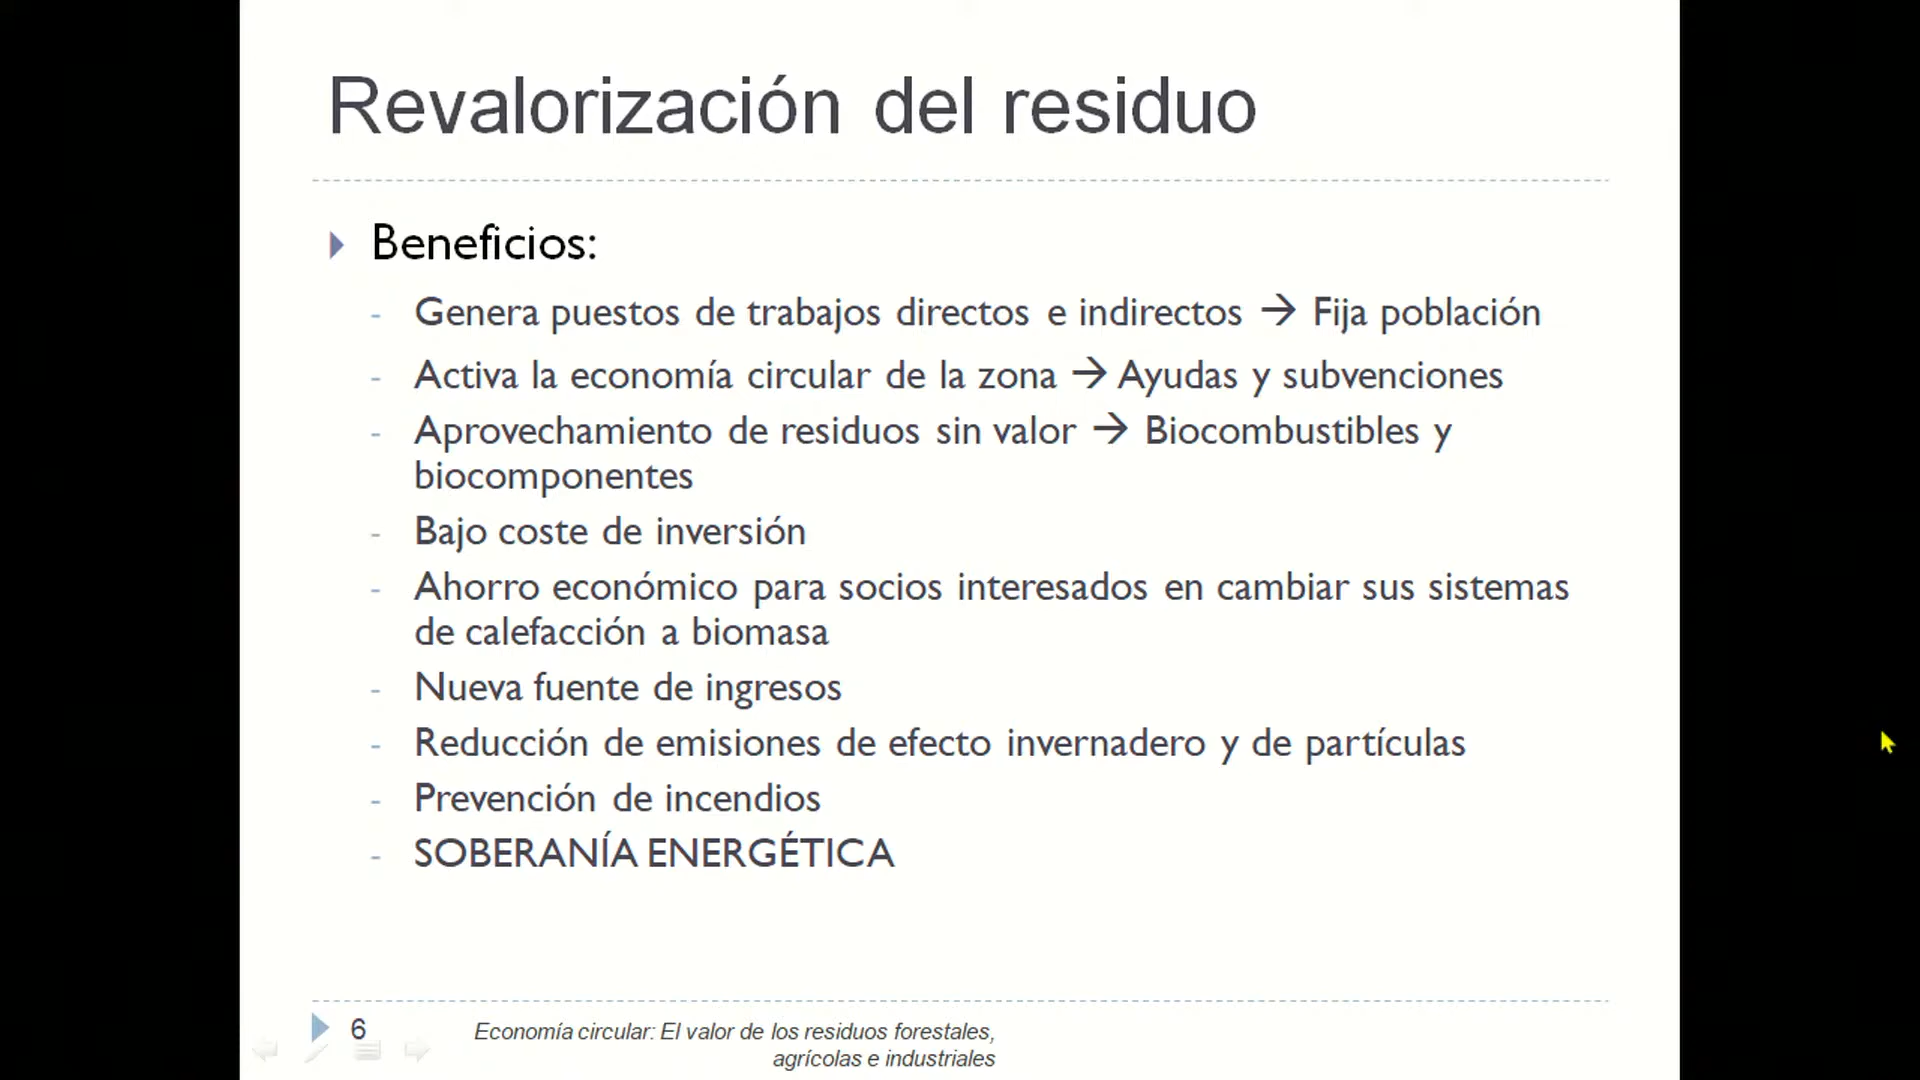 Revalorización del residuo
Beneficios:
- Genera puestos de trabajos directos e indirectos → Fija población
- Activa la economía circular de la zona → Ayudas y subvenciones
- Aprovechamiento de residuos sin valor → Biocombustibles y
biocomponentes
- Bajo coste de inversión
- Ahorro económico para socios interesados en cambiar sus sistemas
de calefacción a biomasa
- Nueva fuente de ingresos
- Reducción de emisiones de efecto invernadero y de partículas
- Prevención de incendios
- SOBERANÍA ENERGÉTICA
6
Economía circular: El valor de los residuos forestales,
agrícolas e industriales